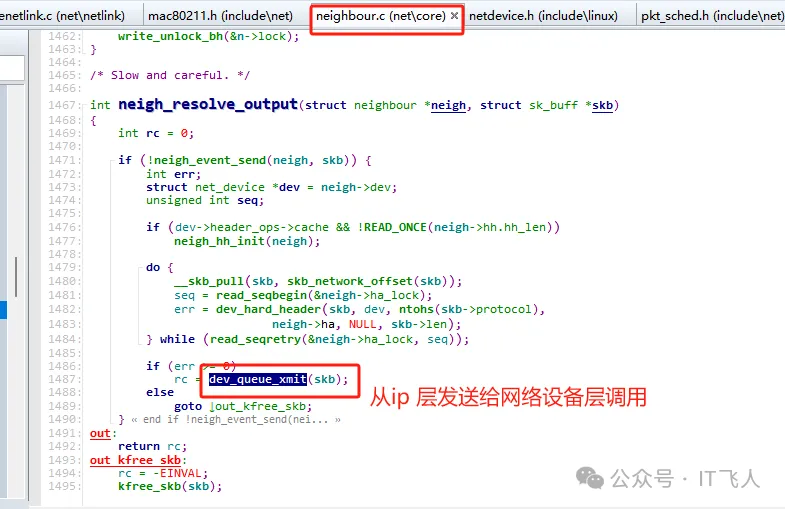 enetlink.c (net\netlink) mac80211.h (include\net) neighbour.c (net\core) netdevice.h (include\linux) pkt_sched.h (include\net)
1462: write_unlock_bh(&n->lock);
1463: }
1464:
1465: /* Slow and careful. */
1466:
1467: int neigh_resolve_output(struct neighbour *neigh, struct sk_buff *skb)
1468: {
1469: int rc = 0;
1470:
1471: if (!neigh_event_send(neigh, skb)) {
1472: int err;
1473: struct net_device *dev = neigh->dev;
1474: unsigned int seq;
1475:
1476: if (dev->header_ops->cache && !READ_ONCE(neigh->hh.hh_len))
1477: neigh_hh_init(neigh);
1478:
1479: do {
1480: __skb_pull(skb, skb_network_offset(skb));
1481: seq = read_seqbegin(&neigh->ha_lock);
1482: err = dev_hard_header(skb, dev, ntohs(skb->protocol),
1483: neigh->ha, NULL, skb->len);
1484: } while (read_seqretry(&neigh->ha_lock, seq));
1485:
1486: if (err >= 0)
1487: rc = dev_queue_xmit(skb);
1488: else
1489: goto ↓out_kfree_skb;
1490: } « end if !neigh_event_send(nei... »
从ip 层发送给网络设备层调用
1491: out:
1492: return rc;
1493: out_kfree_skb:
1494: rc = -EINVAL;
1495: kfree_skb(skb);
公众号 · IT飞人